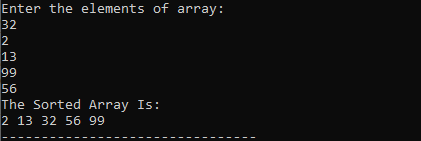 Enter the elements of array:
32
2
13
99
56
The Sorted Array Is:
2 13 32 56 99
--------------------------------